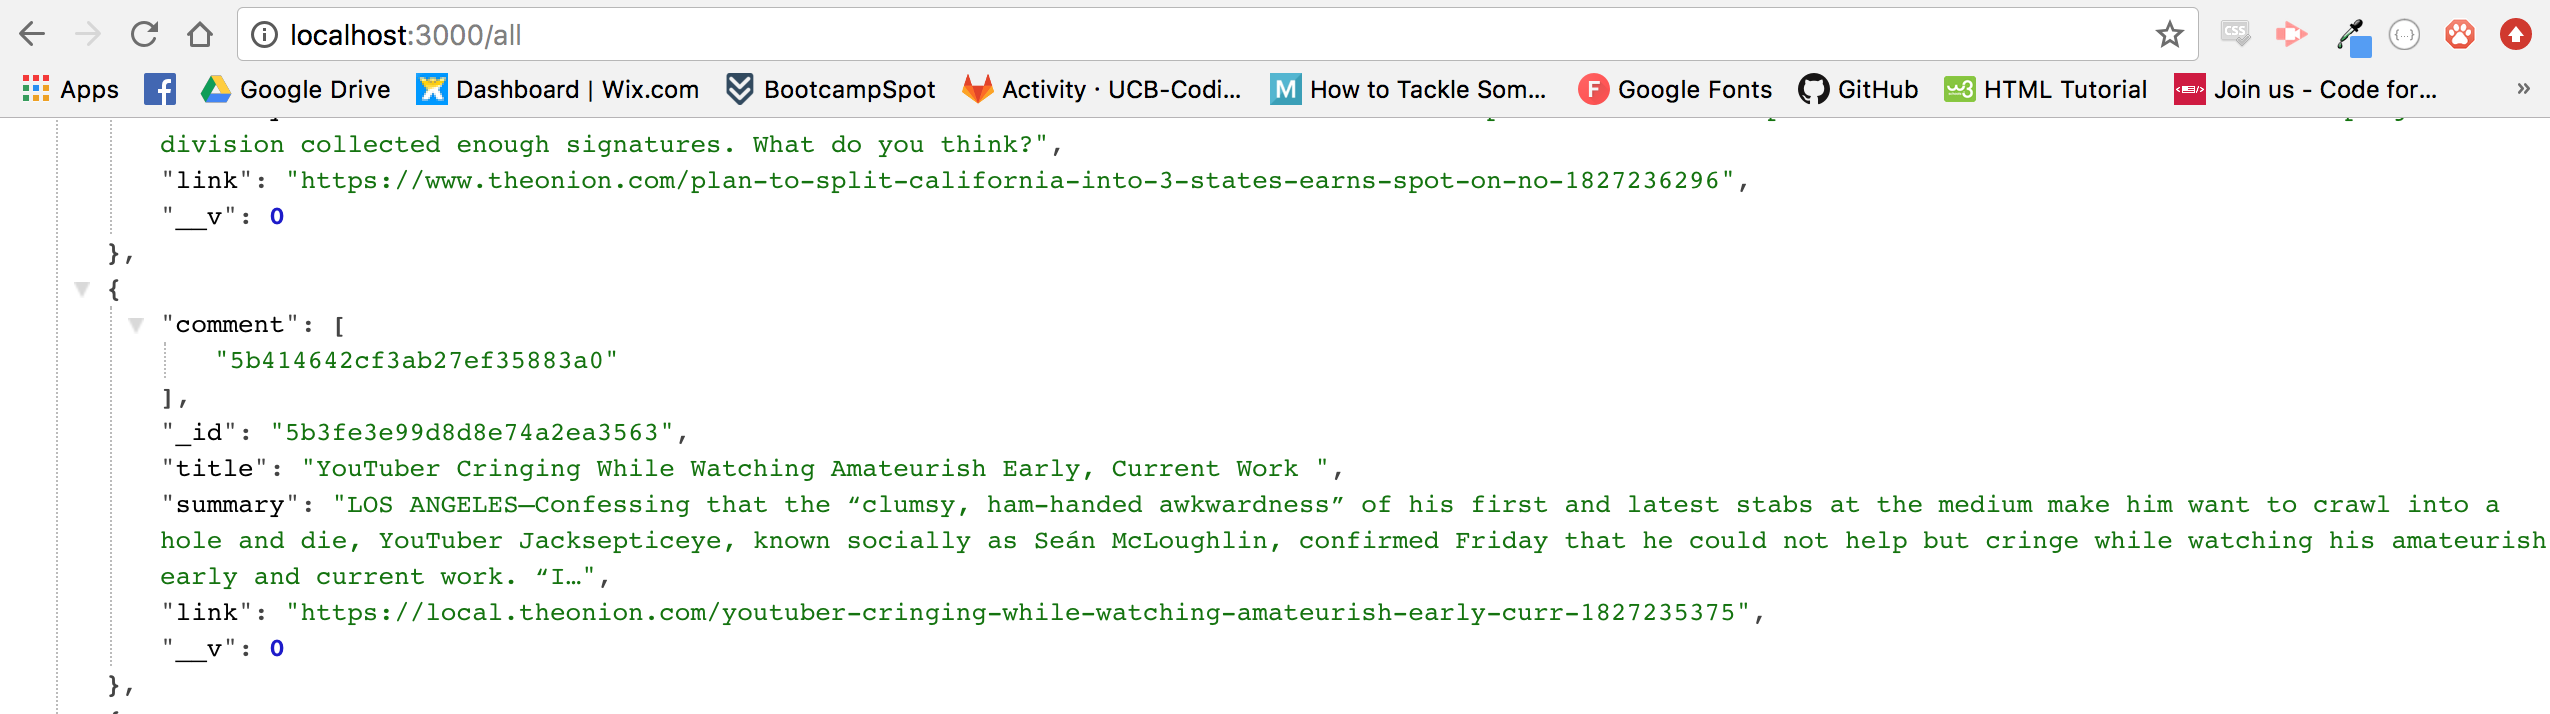 localhost:3000/all
Apps Google Drive Dashboard | Wix.com BootcampSpot Activity · UCB-Codi... How to Tackle Som... Google Fonts GitHub HTML Tutorial Join us - Code for... »
division collected enough signatures. What do you think?",
"link": "https://www.theonion.com/plan-to-split-california-into-3-states-earns-spot-on-no-1827236296",
"__v": 0
},
{
"comment": [
"5b414642cf3ab27ef35883a0"
],
"_id": "5b3fe3e99d8d8e74a2ea3563",
"title": "YouTuber Cringing While Watching Amateurish Early, Current Work ",
"summary": "LOS ANGELES—Confessing that the “clumsy, ham-handed awkwardness” of his first and latest stabs at the medium make him want to crawl into a
hole and die, YouTuber Jacksepticeye, known socially as Seán McLoughlin, confirmed Friday that he could not help but cringe while watching his amateurish
early and current work. “I…",
"link": "https://local.theonion.com/youtuber-cringing-while-watching-amateurish-early-curr-1827235375",
"__v": 0
},